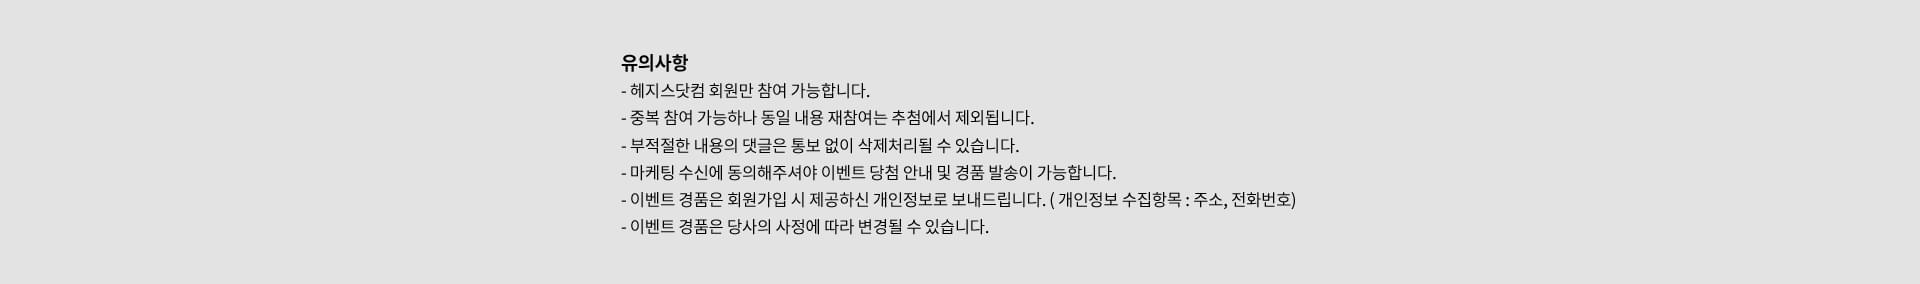 유의사항
- 헤지스닷컴 회원만 참여 가능합니다.
- 중복 참여 가능하나 동일 내용 재참여는 추첨에서 제외됩니다.
- 부적절한 내용의 댓글은 통보 없이 삭제처리될 수 있습니다.
- 마케팅 수신에 동의해주셔야 이벤트 당첨 안내 및 경품 발송이 가능합니다.
- 이벤트 경품은 회원가입 시 제공하신 개인정보로 보내드립니다. ( 개인정보 수집항목 : 주소, 전화번호)
- 이벤트 경품은 당사의 사정에 따라 변경될 수 있습니다.